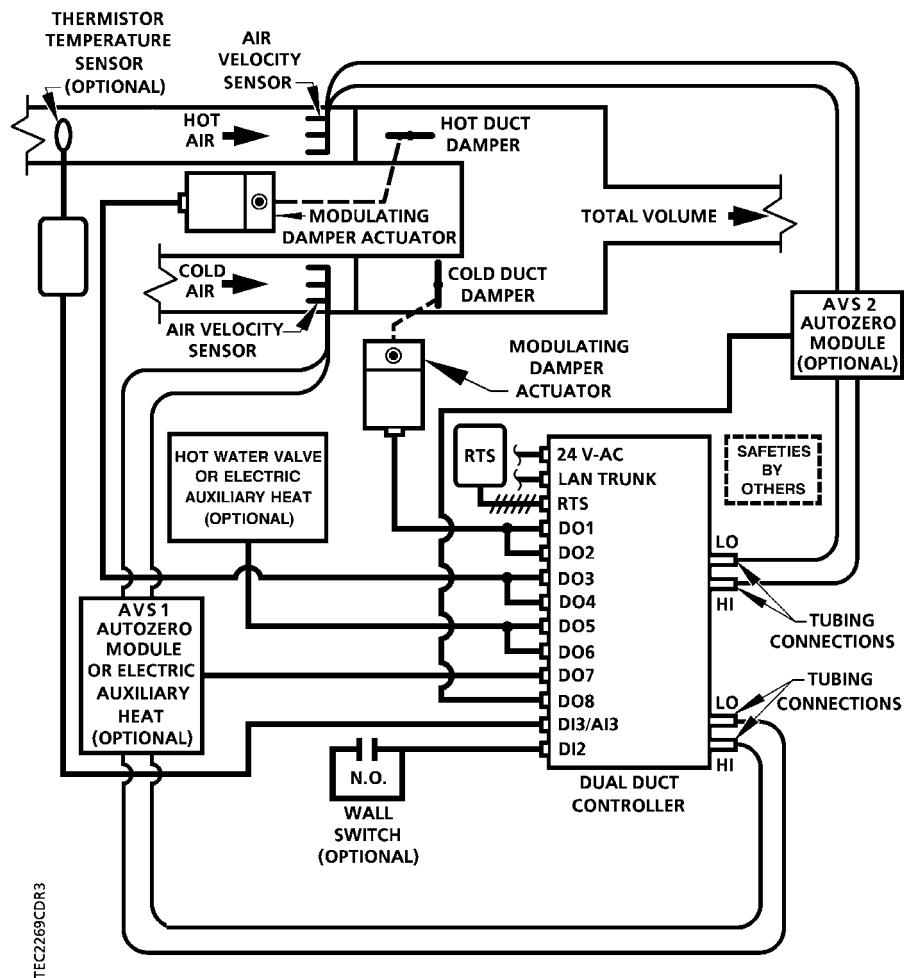 THERMISTOR
TEMPERATURE
SENSOR
(OPTIONAL)
AIR
VELOCITY
SENSOR
HOT
AIR
HOT DUCT
DAMPER
MODULATING
DAMPER ACTUATOR
TOTAL VOLUME
COLD
AIR
COLD DUCT
DAMPER
AIR VELOCITY
SENSOR
MODULATING
DAMPER
ACTUATOR
AVS 2
AUTOZERO
MODULE
(OPTIONAL)
HOT WATER VALVE
OR ELECTRIC
AUXILIARY HEAT
(OPTIONAL)
RTS
24 V-AC
LAN TRUNK
RTS
DO1
DO2
DO3
DO4
DO5
DO6
DO7
DO8
DI3/AI3
DI2
SAFETIES
BY
OTHERS
LO
HI
TUBING
CONNECTIONS
LO
HI
TUBING
CONNECTIONS
AVS 1
AUTOZERO
MODULE
OR ELECTRIC
AUXILIARY
HEAT
(OPTIONAL)
N.O.
WALL
SWITCH
(OPTIONAL)
DUAL DUCT
CONTROLLER
TEC2269CDR3